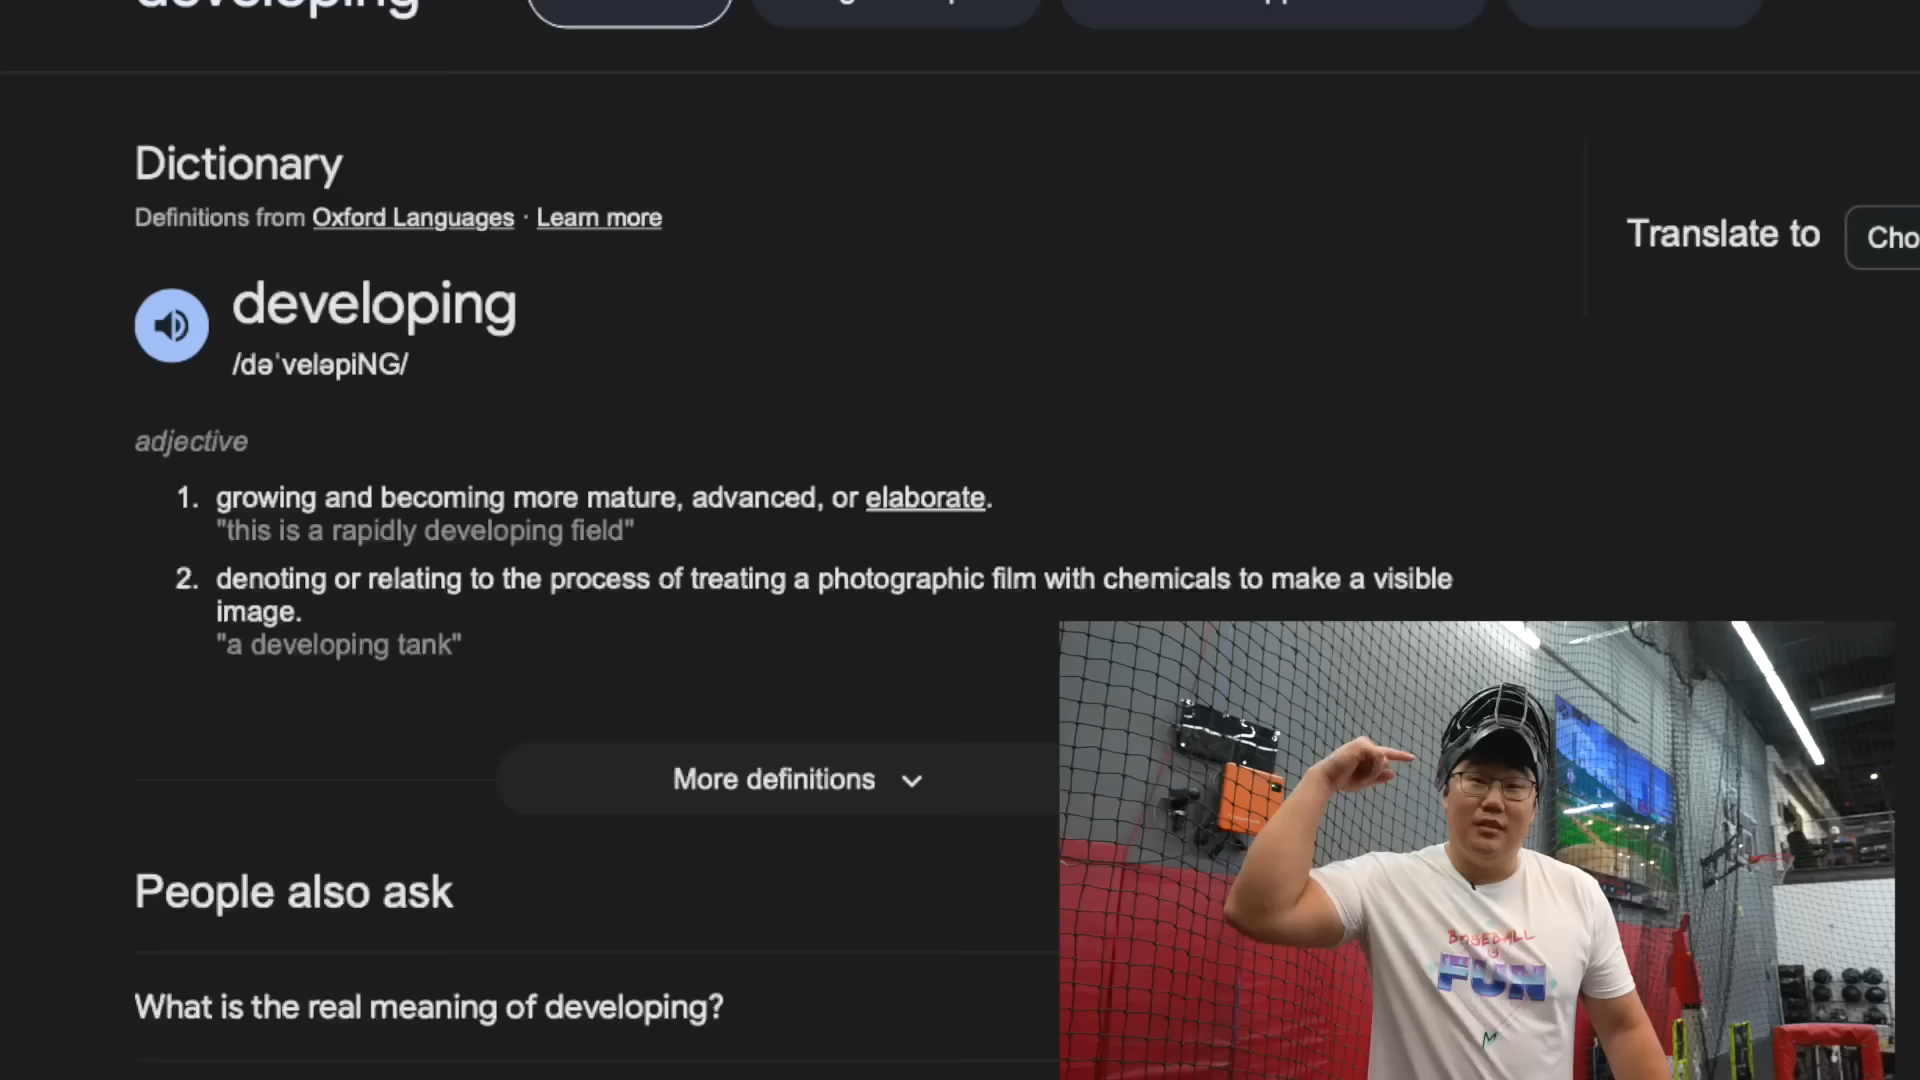 developing
Dictionary
Definitions from Oxford Languages · Learn more
Translate to
Cho
developing
/dəˈveləpiNG/
adjective
1. growing and becoming more mature, advanced, or elaborate.
"this is a rapidly developing field"
2. denoting or relating to the process of treating a photographic film with chemicals to make a visible
image.
"a developing tank"
More definitions
People also ask
What is the real meaning of developing?
BASEBALL
IS
FUN